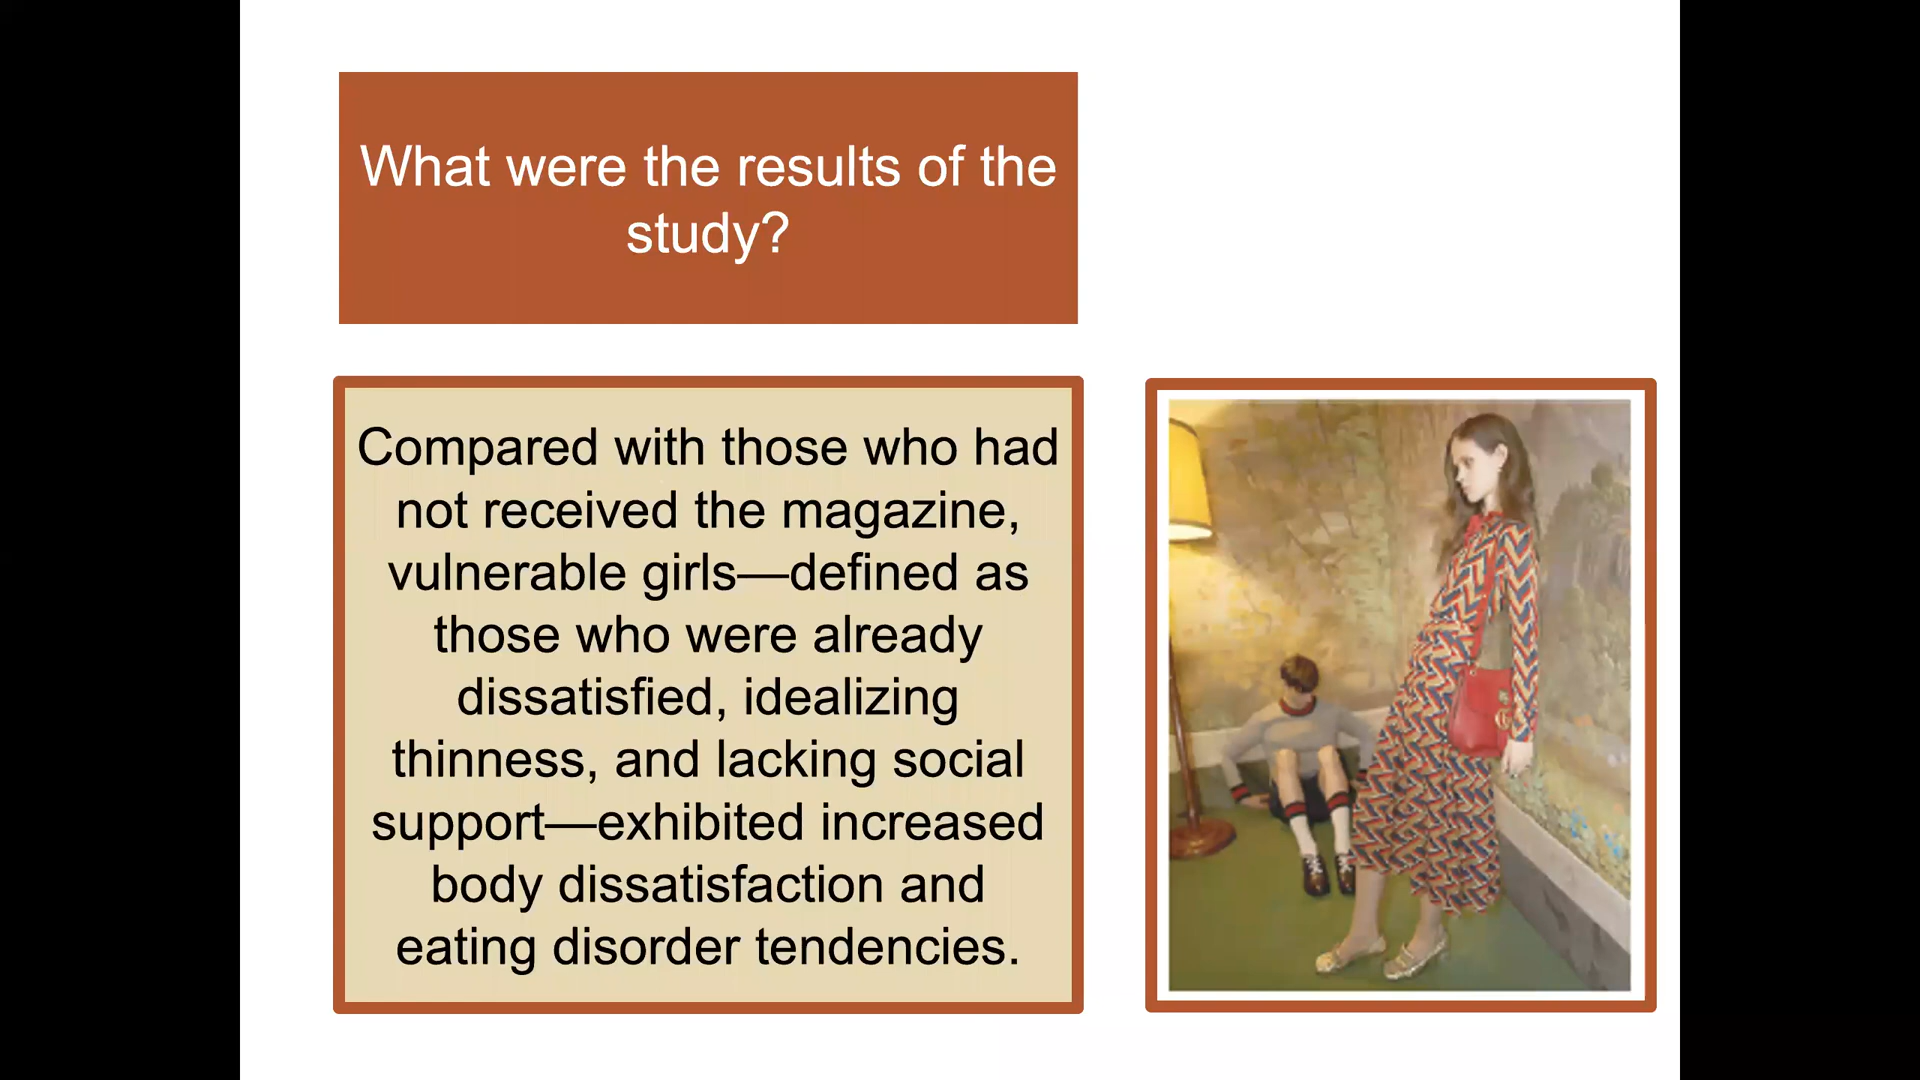 What were the results of the
study?
Compared with those who had
not received the magazine,
vulnerable girls—defined as
those who were already
dissatisfied, idealizing
thinness, and lacking social
support—exhibited increased
body dissatisfaction and
eating disorder tendencies.